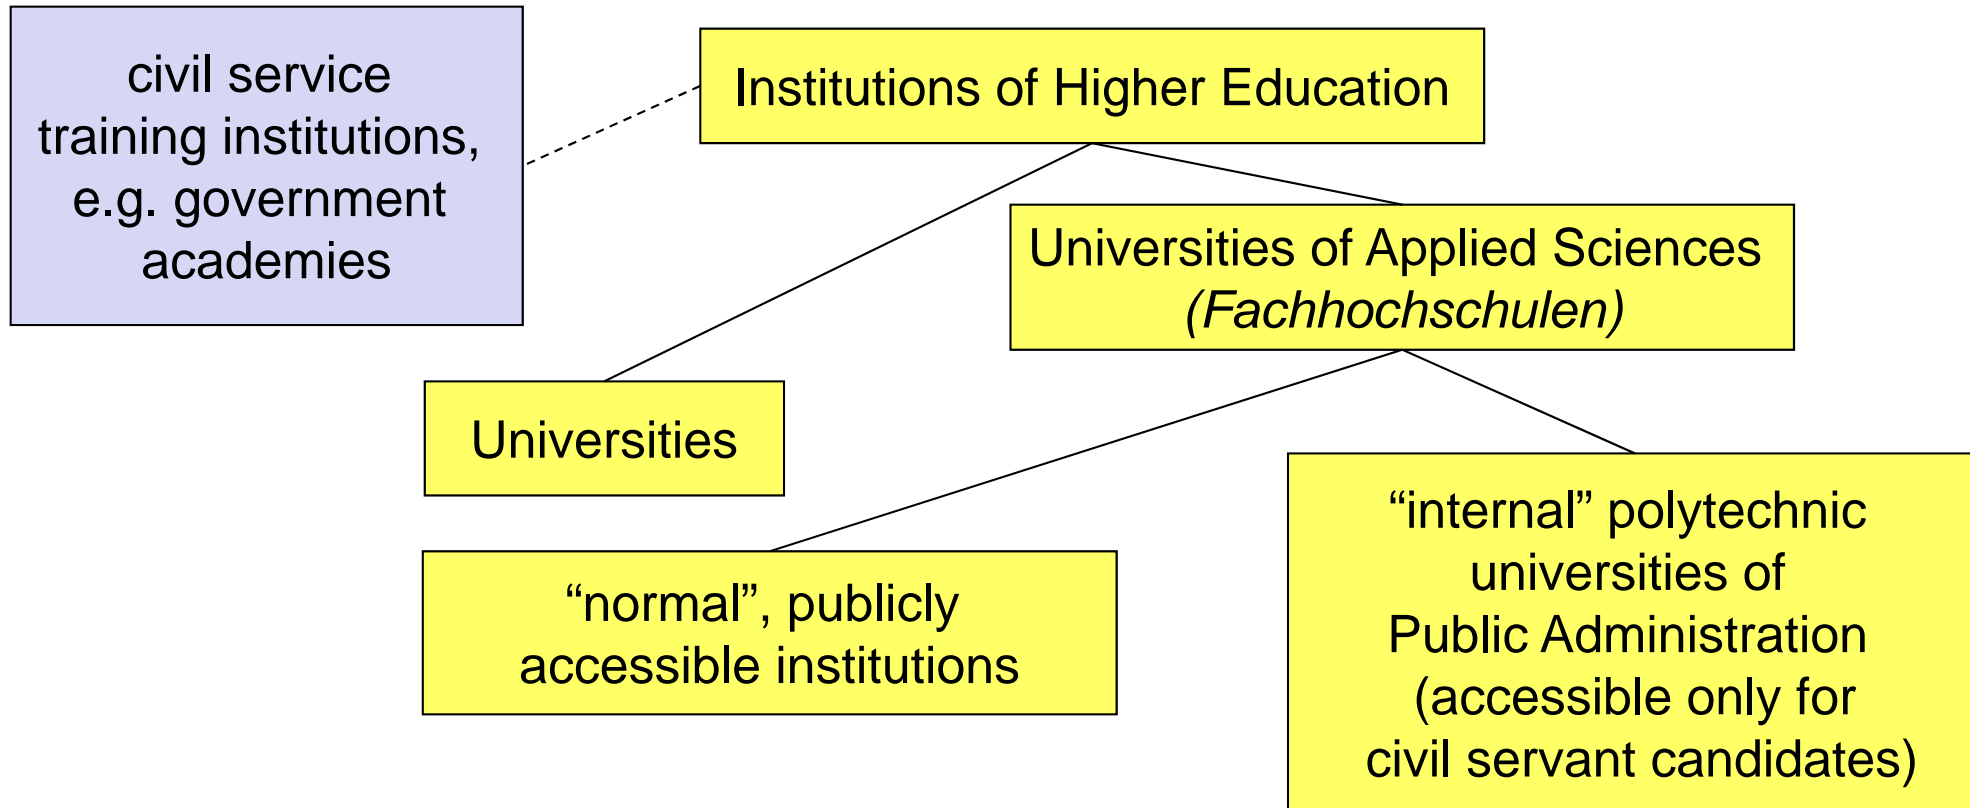 civil service
training institutions,
e.g. government
academies
Institutions of Higher Education
Universities of Applied Sciences
(Fachhochschulen)
Universities
“normal”, publicly
accessible institutions
“internal” polytechnic
universities of
Public Administration
(accessible only for
civil servant candidates)